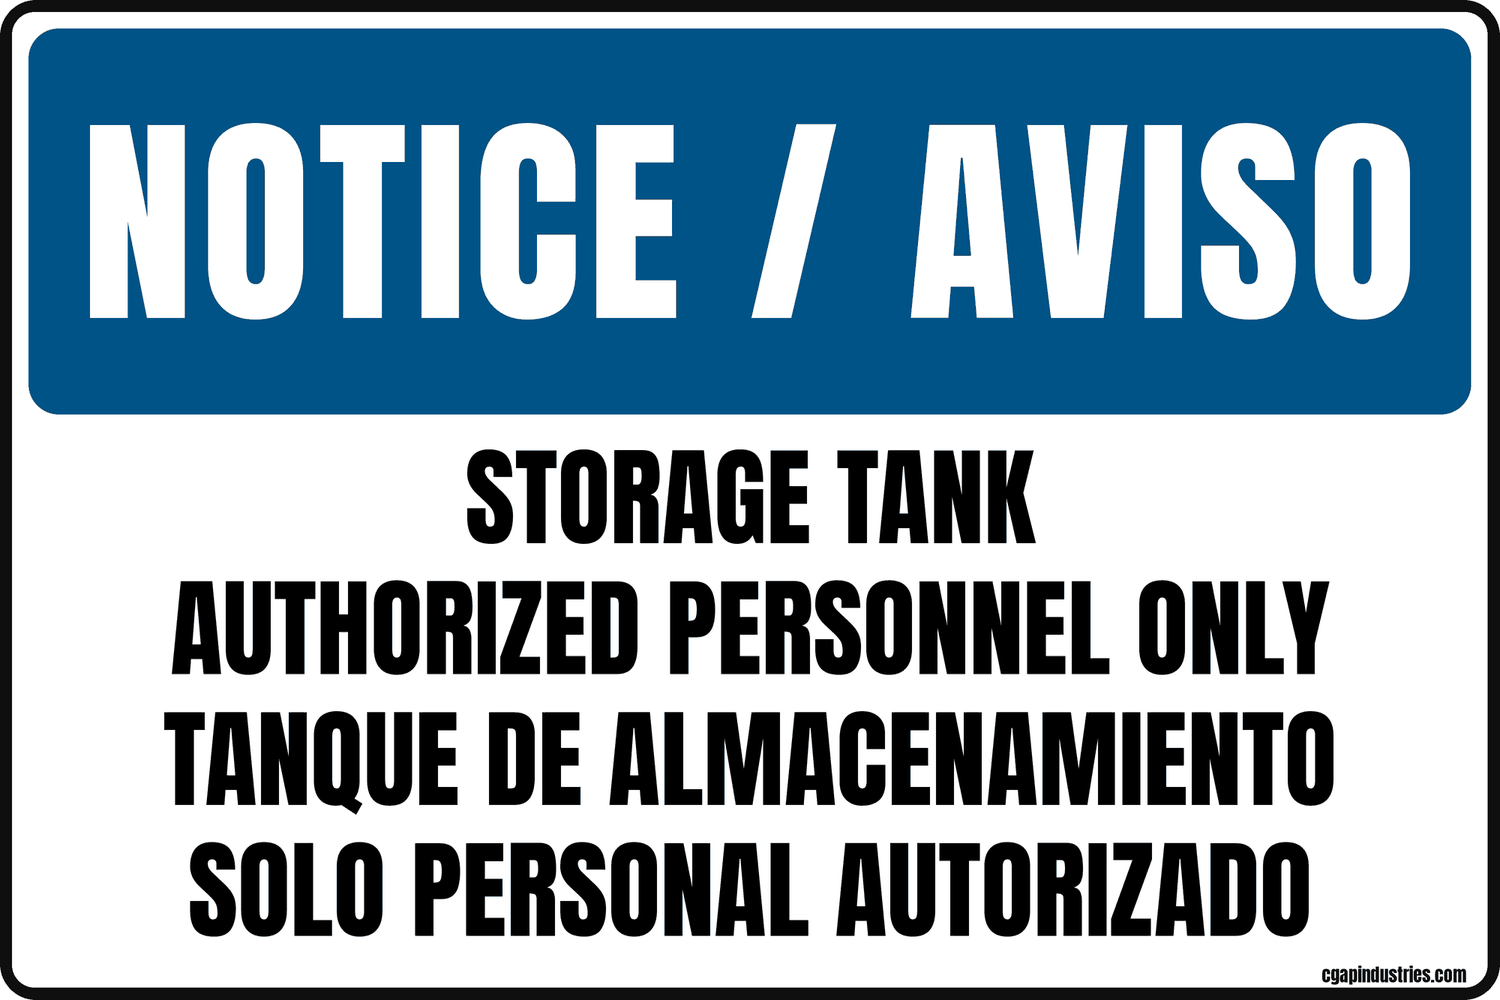 NOTICE / AVISO
STORAGE TANK
AUTHORIZED PERSONNEL ONLY
TANQUE DE ALMACENAMIENTO
SOLO PERSONAL AUTORIZADO
cgapindustries.com